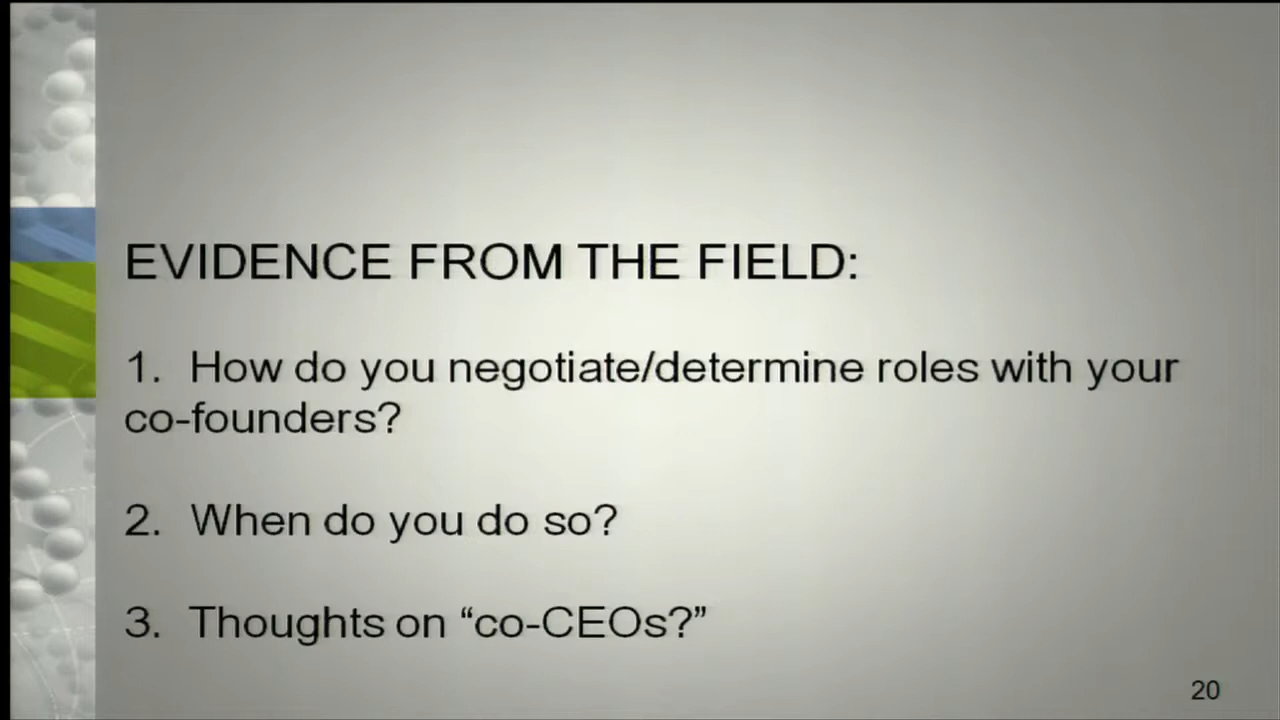 EVIDENCE FROM THE FIELD:
1. How do you negotiate/determine roles with your
co-founders?
2. When do you do so?
3. Thoughts on “co-CEOs?”
20